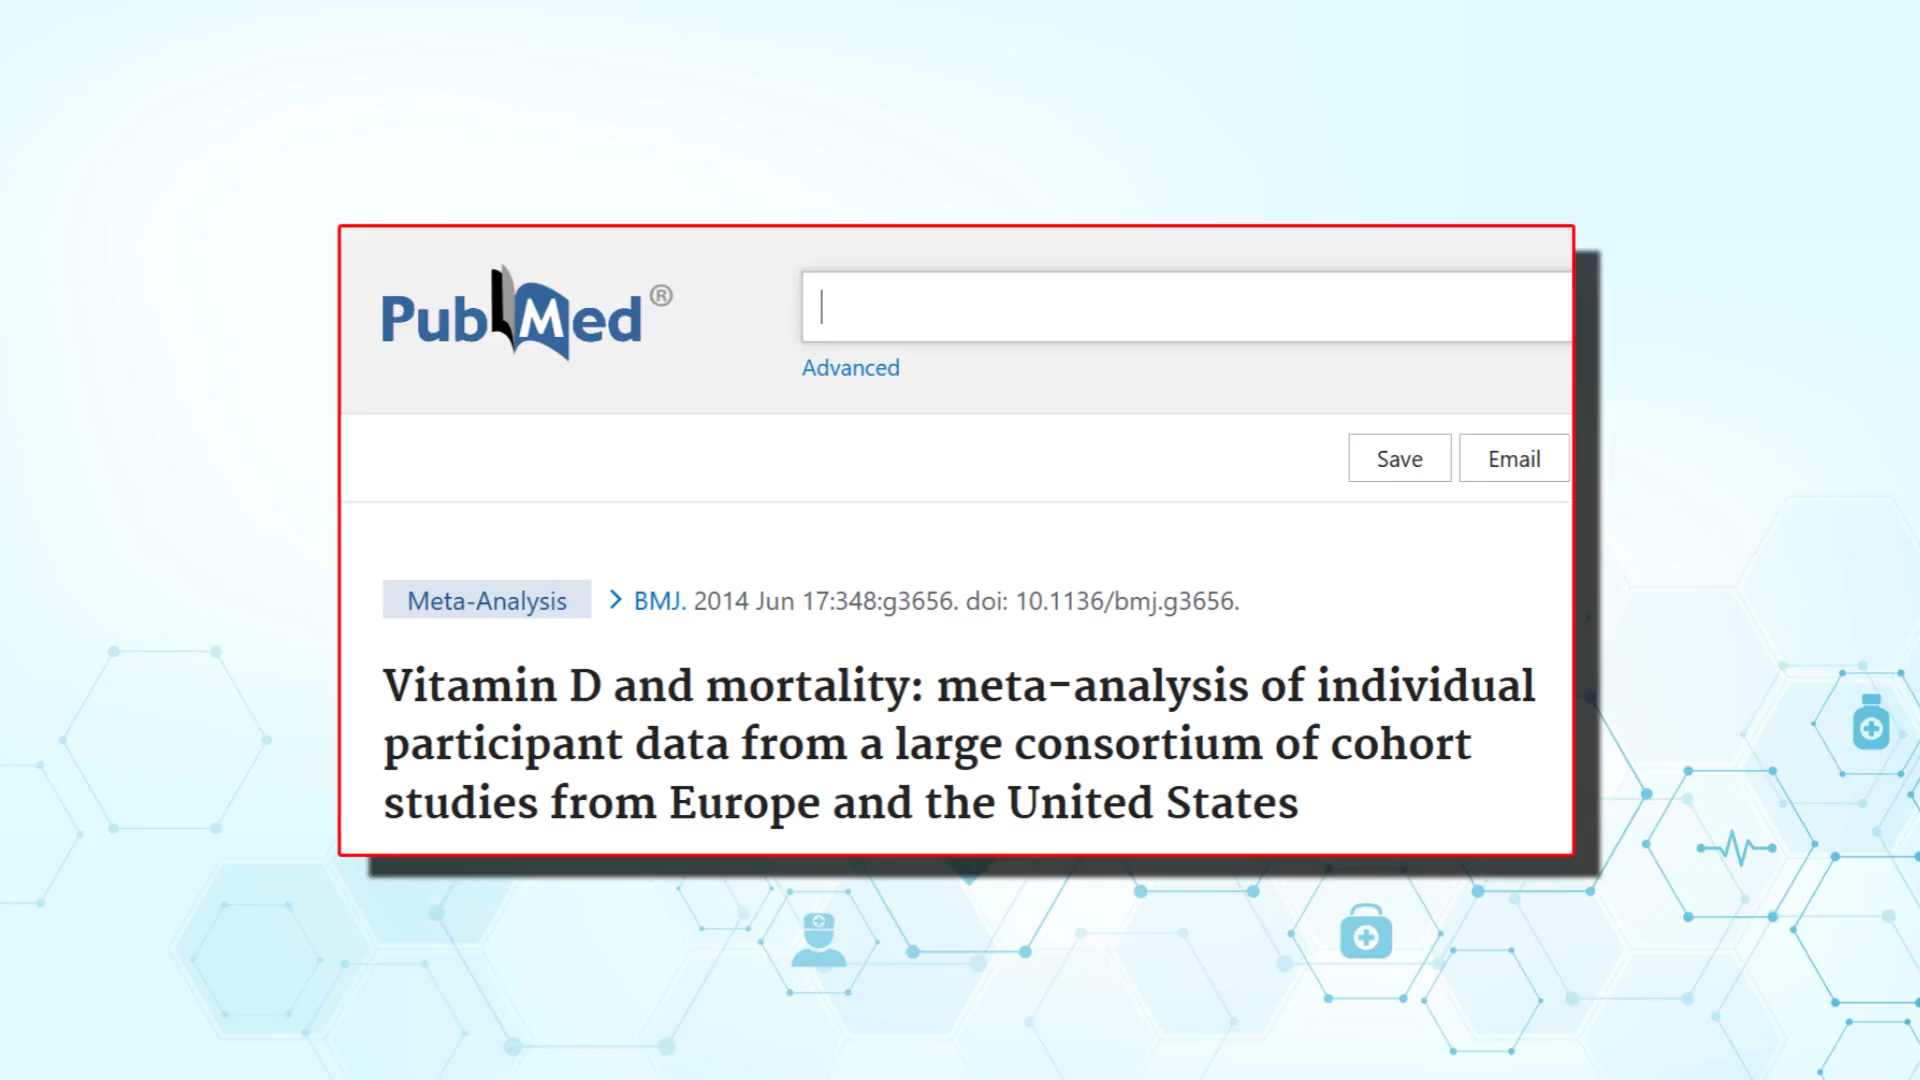 PubMed®
Advanced
Save Email
Meta-Analysis > BMJ. 2014 Jun 17:348:g3656. doi: 10.1136/bmj.g3656.
Vitamin D and mortality: meta-analysis of individual
participant data from a large consortium of cohort
studies from Europe and the United States